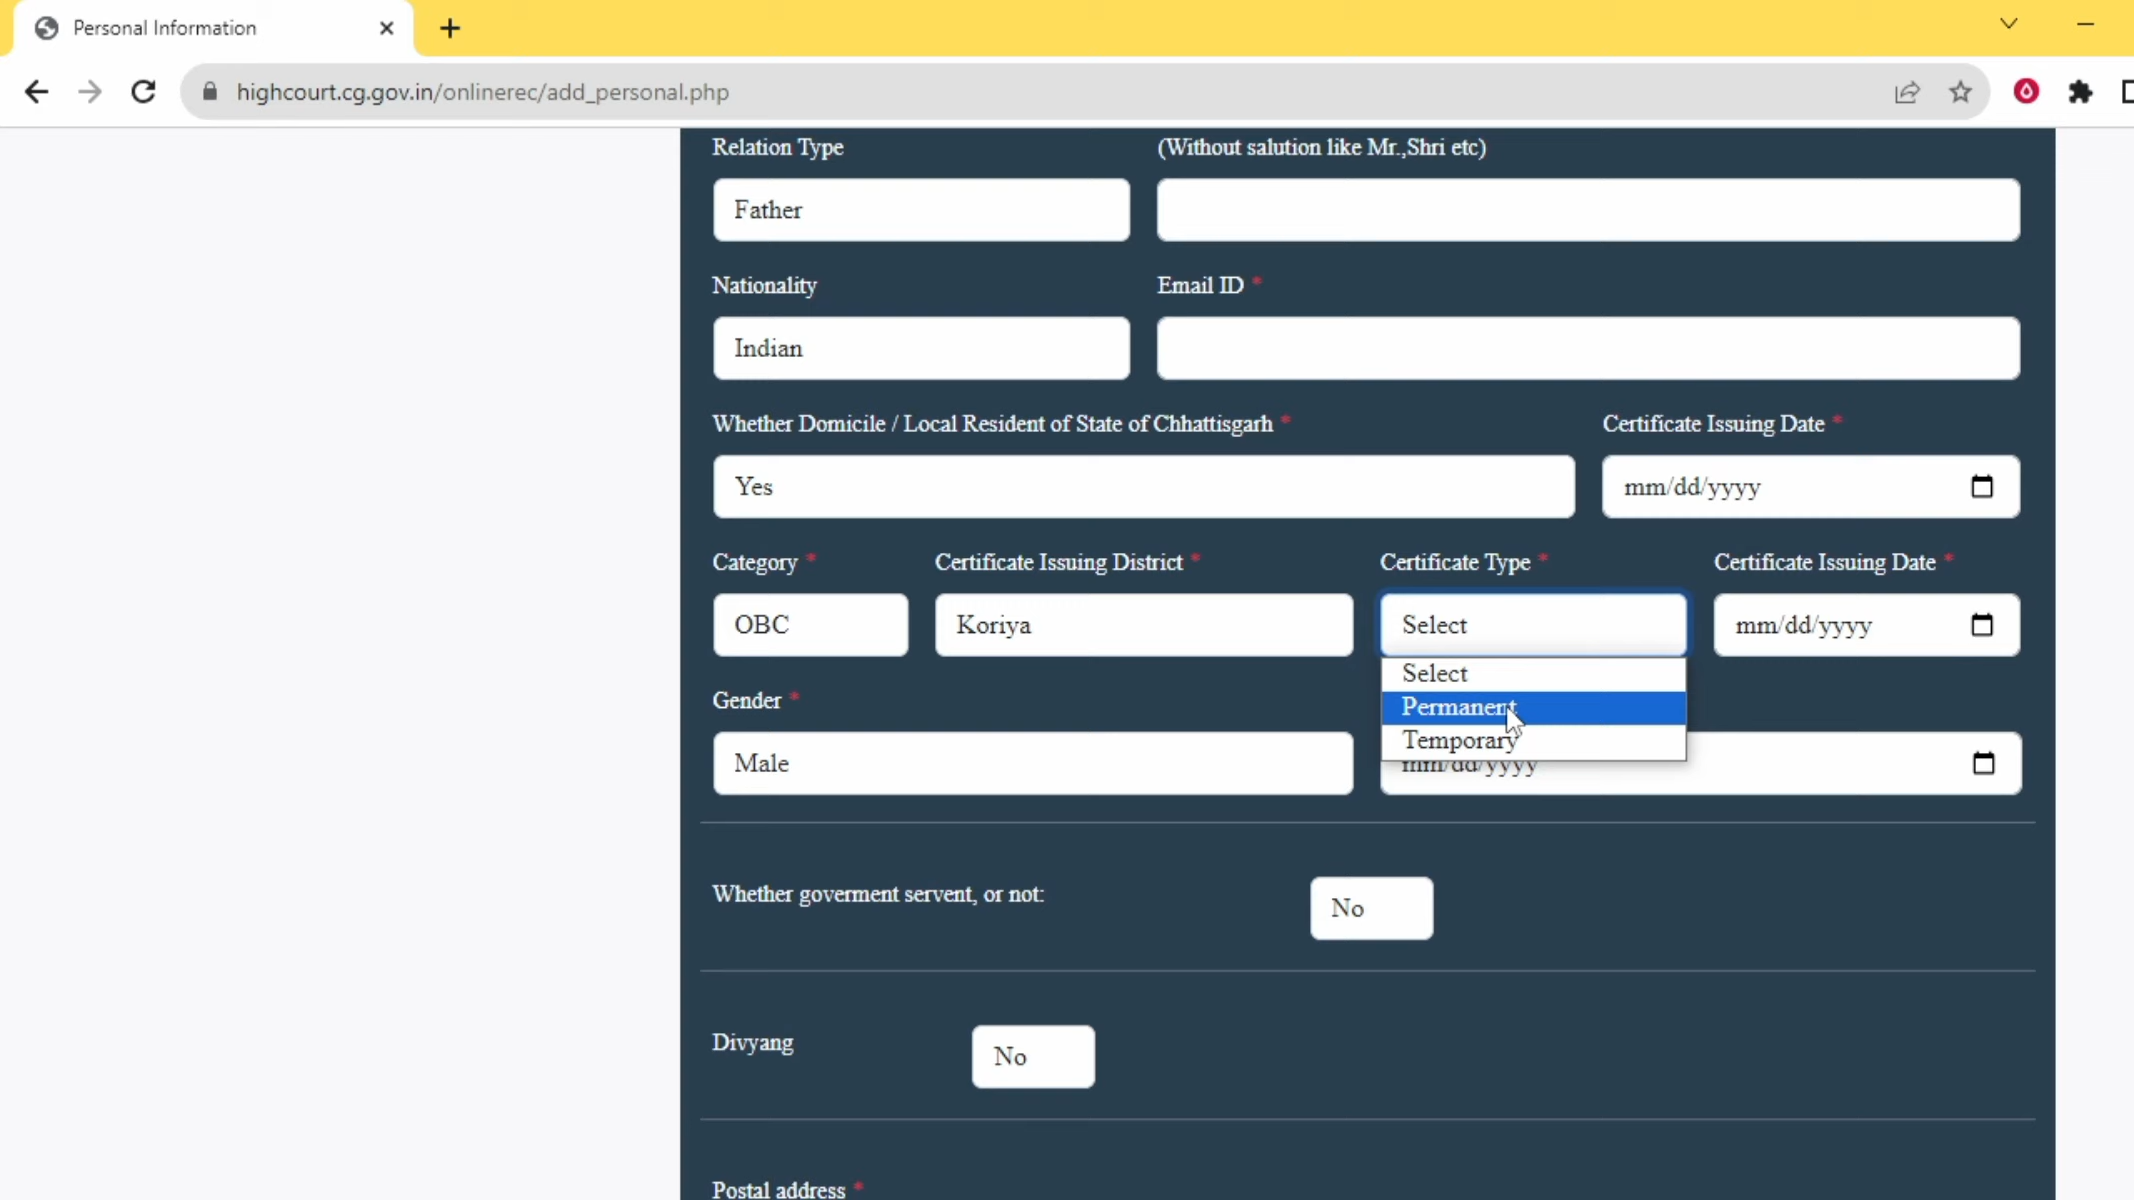 Personal Information
highcourt.cg.gov.in/onlinerec/add_personal.php
Relation Type
(Without salution like Mr.,Shri etc)
Father
Nationality
Email ID *
Indian
Whether Domicile / Local Resident of State of Chhattisgarh *
Certificate Issuing Date *
Yes
mm/dd/yyyy
Category *
Certificate Issuing District *
Certificate Type *
Certificate Issuing Date *
OBC
Koriya
Select
mm/dd/yyyy
Select
Permanent
Temporary
Gender *
Male
mm/dd/yyyy
Whether goverment servent, or not:
No
Divyang
No
Postal address *